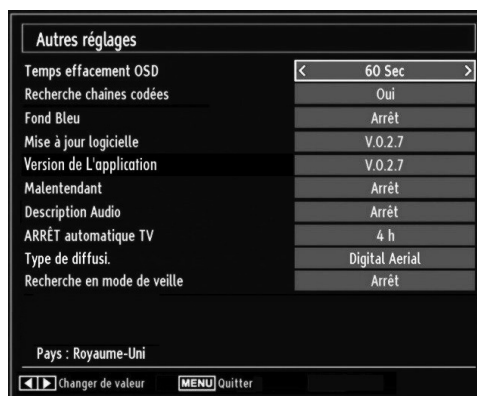 Autres réglages
Temps effacement OSD < 60 Sec >
Recherche chaînes codées Oui
Fond Bleu Arrêt
Mise à jour logicielle V.0.2.7
Version de L'application V.0.2.7
Malentendant Arrêt
Description Audio Arrêt
ARRÊT automatique TV 4 h
Type de diffusi. Digital Aerial
Recherche en mode de veille Arrêt
Pays : Royaume-Uni
Changer de valeur MENU Quitter